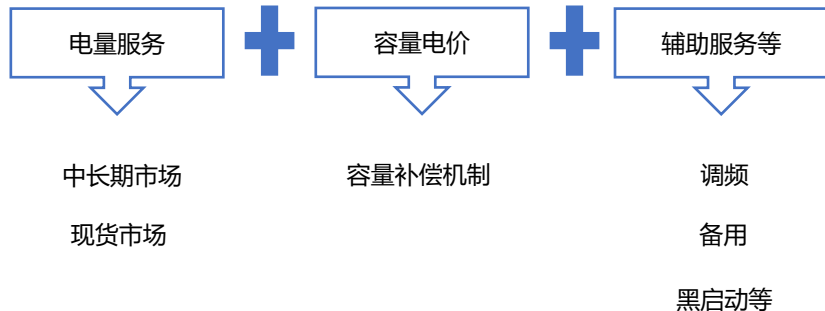 电量服务
容量电价
辅助服务等
中长期市场
容量补偿机制
调频
现货市场
备用
黑启动等